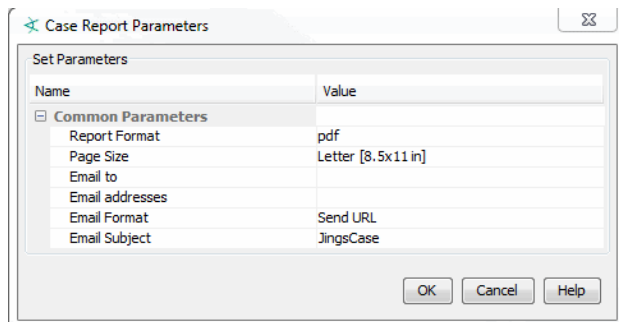 Case Report Parameters
Set Parameters
Name Value
Common Parameters
Report Format pdf
Page Size Letter [8.5x11 in]
Email to
Email addresses
Email Format Send URL
Email Subject JingsCase
OK Cancel Help